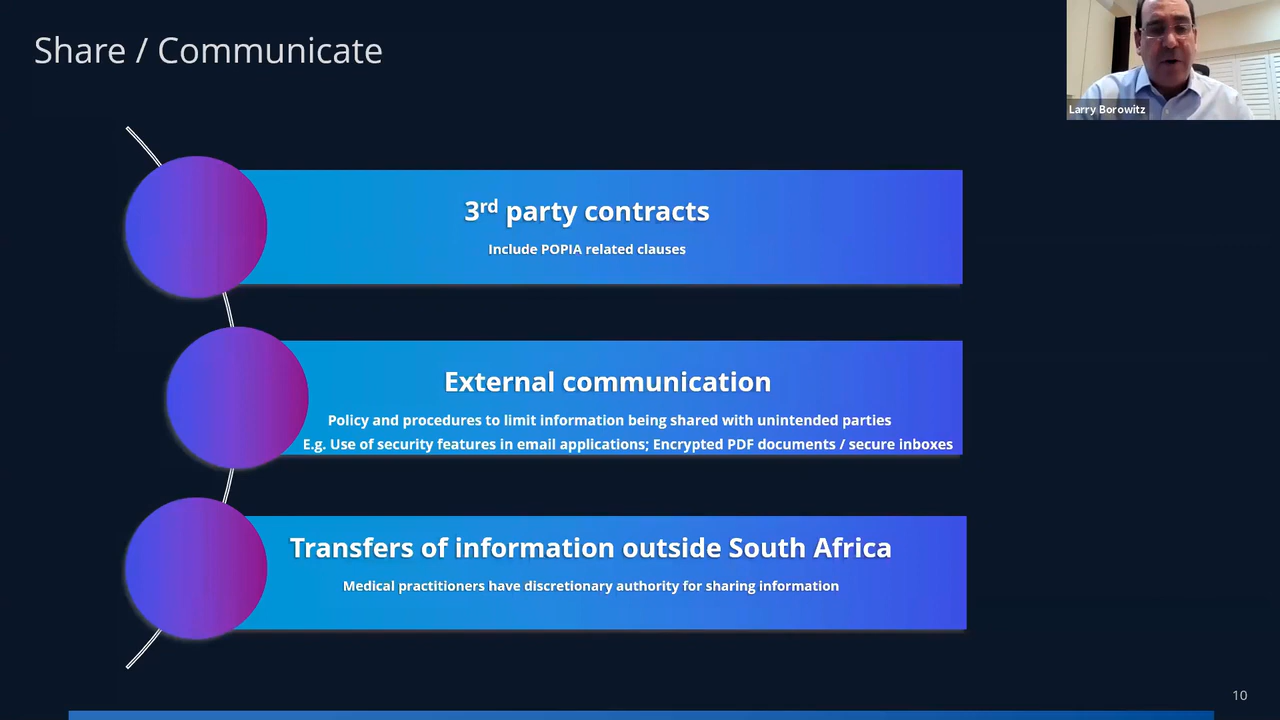 Share / Communicate
Larry Borowitz
3rd party contracts
Include POPIA related clauses
External communication
Policy and procedures to limit information being shared with unintended parties
E.g. Use of security features in email applications; Encrypted PDF documents / secure inboxes
Transfers of information outside South Africa
Medical practitioners have discretionary authority for sharing information
10